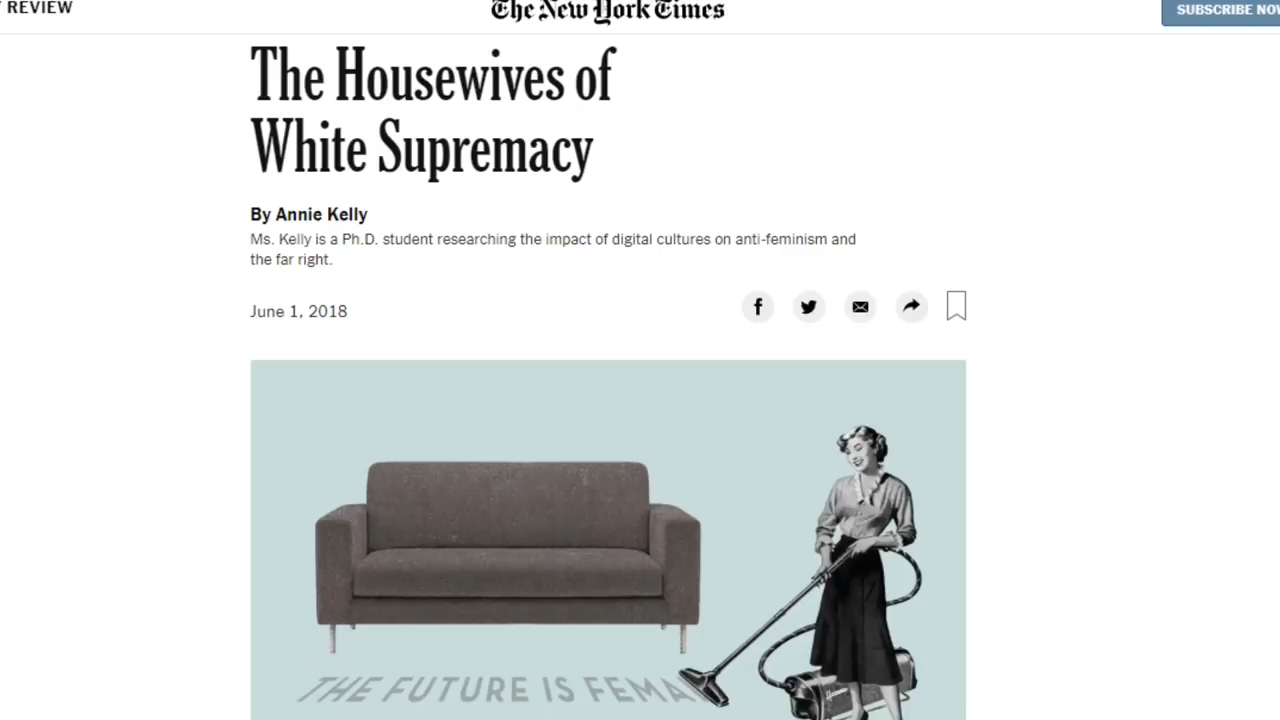 REVIEW
The New York Times
SUBSCRIBE NOW
The Housewives of
White Supremacy
By Annie Kelly
Ms. Kelly is a Ph.D. student researching the impact of digital cultures on anti-feminism and
the far right.
June 1, 2018
THE FUTURE IS FEMA